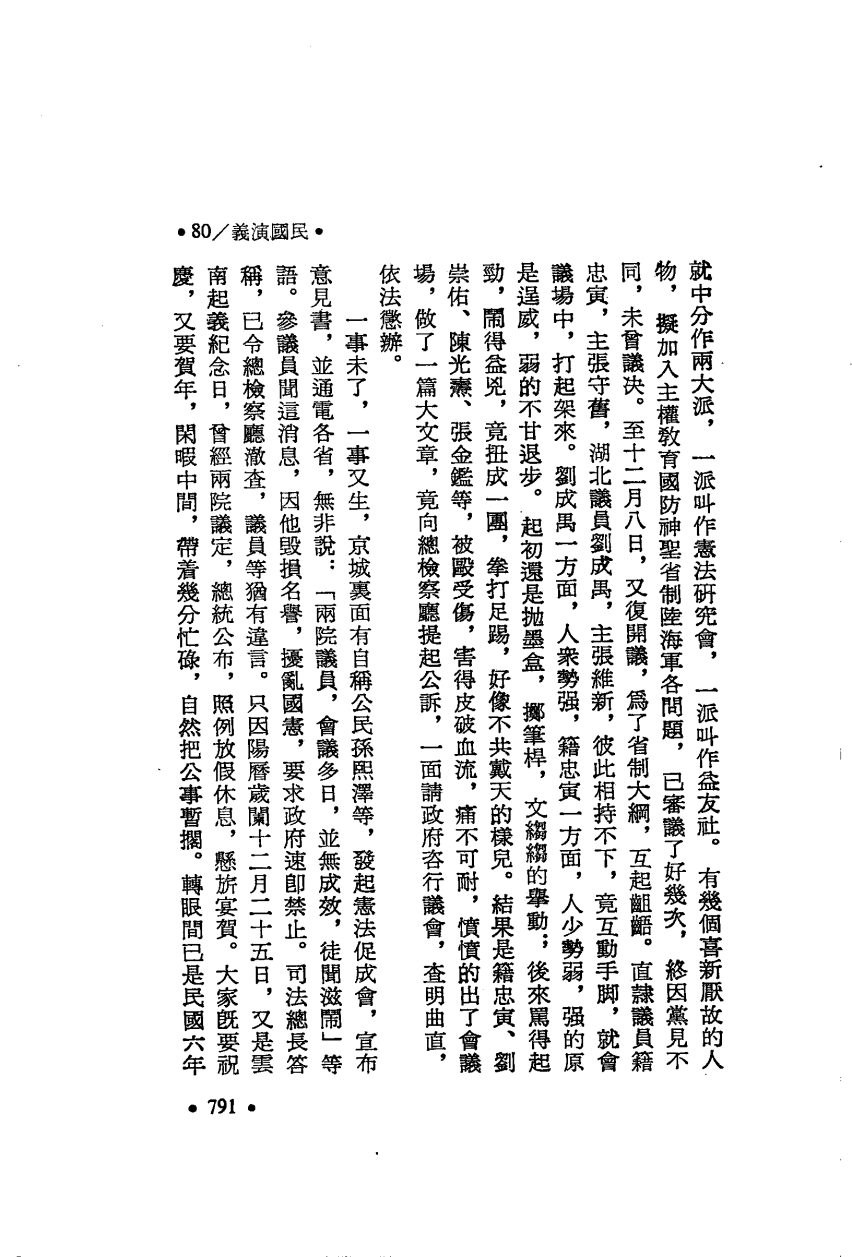 •80/義演國民•
就中分作兩大派，一派叫作憲法研究會，一派叫作益友社。有幾個喜新厭故的人
物，擬加入主權敎育國防神聖省制陸海軍各問題，已審議了好幾次，終因黨見不
同，未曾議決。至十二月八日，又復開議，爲了省制大綱，互起齟齬。直隸議員籍
忠寅，主張守舊，湖北議員劉成禺，主張維新，彼此相持不下，竟互動手脚，就會
議場中，打起架來。劉成禺一方面，人衆勢强，籍忠寅一方面，人少勢弱，强的原
是逞威，弱的不甘退步。起初還是抛墨盒，擲筆桿，文縐縐的舉動；後來罵得起
勁，鬧得益兇，竟扭成一團，拳打足踢，好像不共戴天的樣兒。結果是籍忠寅、劉
崇佑、陳光燾、張金鑑等，被毆受傷，害得皮破血流，痛不可耐，憤憤的出了會議
場，做了一篇大文章，竟向總檢察廳提起公訴，一面請政府咨行議會，查明曲直，
依法懲辦。
一事未了，一事又生，京城裏面有自稱公民孫熙澤等，發起憲法促成會，宣布
意見書，並通電各省，無非說：「兩院議員，會議多日，並無成效，徒聞滋鬧」等
語。參議員聞這消息，因他毀損名譽，擾亂國憲，要求政府速卽禁止。司法總長答
稱，已令總檢察廳澈查，議員等猶有違言。只因陽曆歲闌十二月二十五日，又是雲
南起義紀念日，曾經兩院議定，總統公布，照例放假休息，懸旂宴賀。大家旣要祝
慶，又要賀年，閑暇中間，帶着幾分忙碌，自然把公事暫擱。轉眼間已是民國六年
•791•